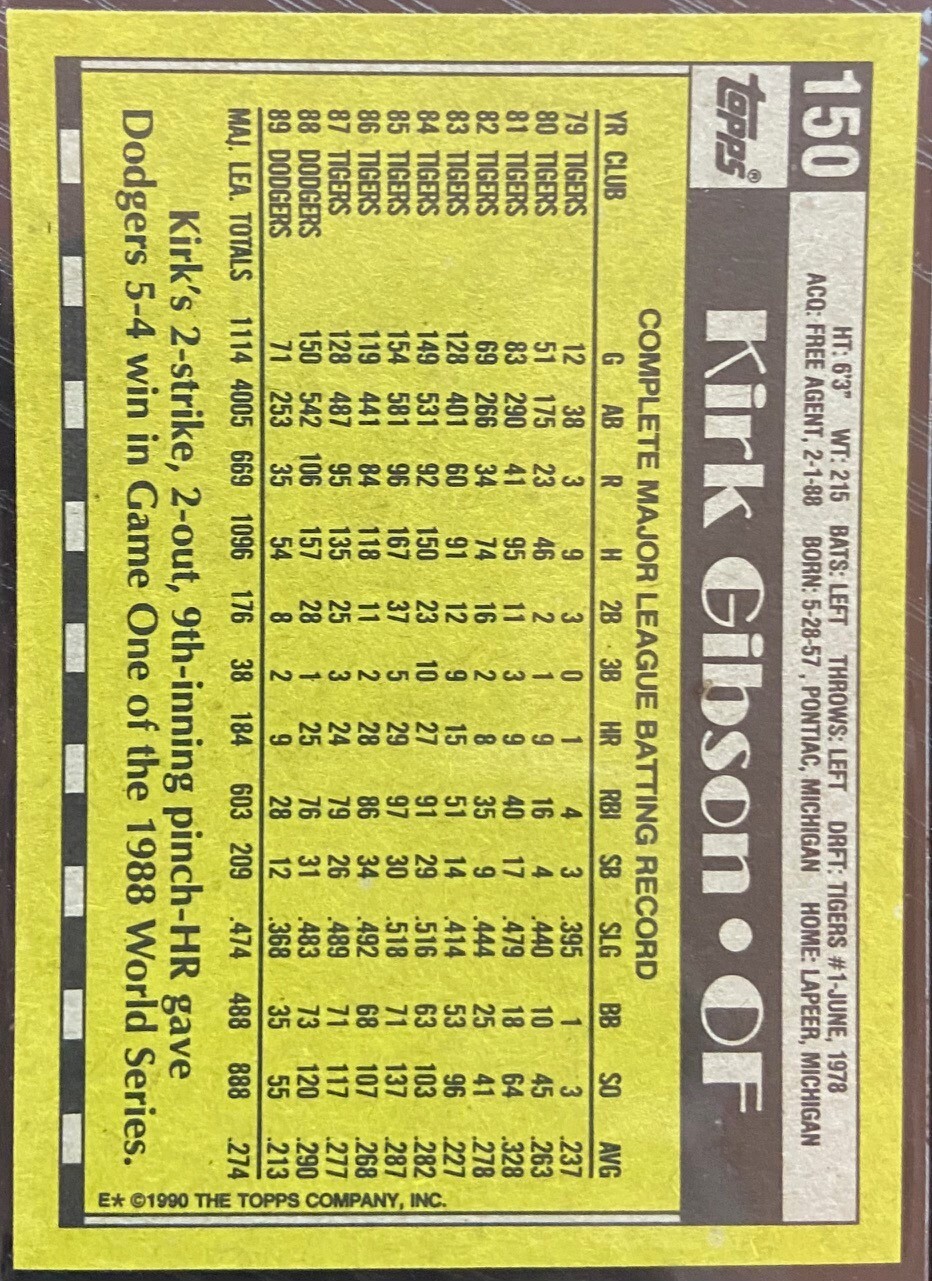 150
HT: 6'3" WT: 215 BATS: LEFT THROWS: LEFT DRFT: TIGERS #1-JUNE, 1978
ACQ: FREE AGENT, 2-1-88 BORN: 5-28-57, PONTIAC, MICHIGAN HOME: LAPEER, MICHIGAN
topps®
Kirk Gibson • OF
COMPLETE MAJOR LEAGUE BATTING RECORD
YR CLUB G AB R H 2B 3B HR RBI SB SLG BB SO AVG
79 TIGERS 12 38 3 9 3 0 1 4 3 .395 1 3 .237
80 TIGERS 51 175 23 46 2 1 9 16 4 .440 10 45 .263
81 TIGERS 83 290 41 95 11 3 9 40 17 .479 18 64 .328
82 TIGERS 69 266 34 74 16 2 8 35 9 .444 25 41 .278
83 TIGERS 128 401 60 91 12 9 15 51 14 .414 53 96 .227
84 TIGERS 149 531 92 150 23 10 27 91 29 .516 63 103 .282
85 TIGERS 154 581 96 167 37 5 29 97 30 .518 71 137 .287
86 TIGERS 119 441 84 118 11 2 28 86 34 .492 68 107 .268
87 TIGERS 128 487 95 135 25 3 24 79 26 .489 71 117 .277
88 DODGERS 150 542 106 157 28 1 25 76 31 .483 73 120 .290
89 DODGERS 71 253 35 54 8 2 9 28 12 .368 35 55 .213
MAJ. LEA. TOTALS 1114 4005 669 1096 176 38 184 603 209 .474 488 888 .274
Kirk's 2-strike, 2-out, 9th-inning pinch-HR gave
Dodgers 5-4 win in Game One of the 1988 World Series.
E* ©1990 THE TOPPS COMPANY, INC.